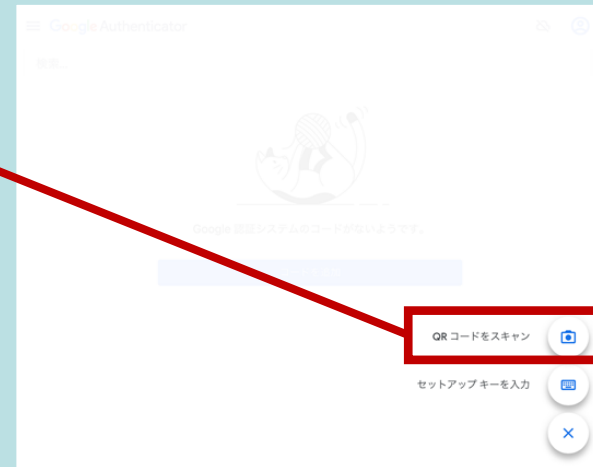 Google Authenticator
検索...
Google 認証システムのコードがないようです。
QR コードをスキャン
セットアップ キーを入力